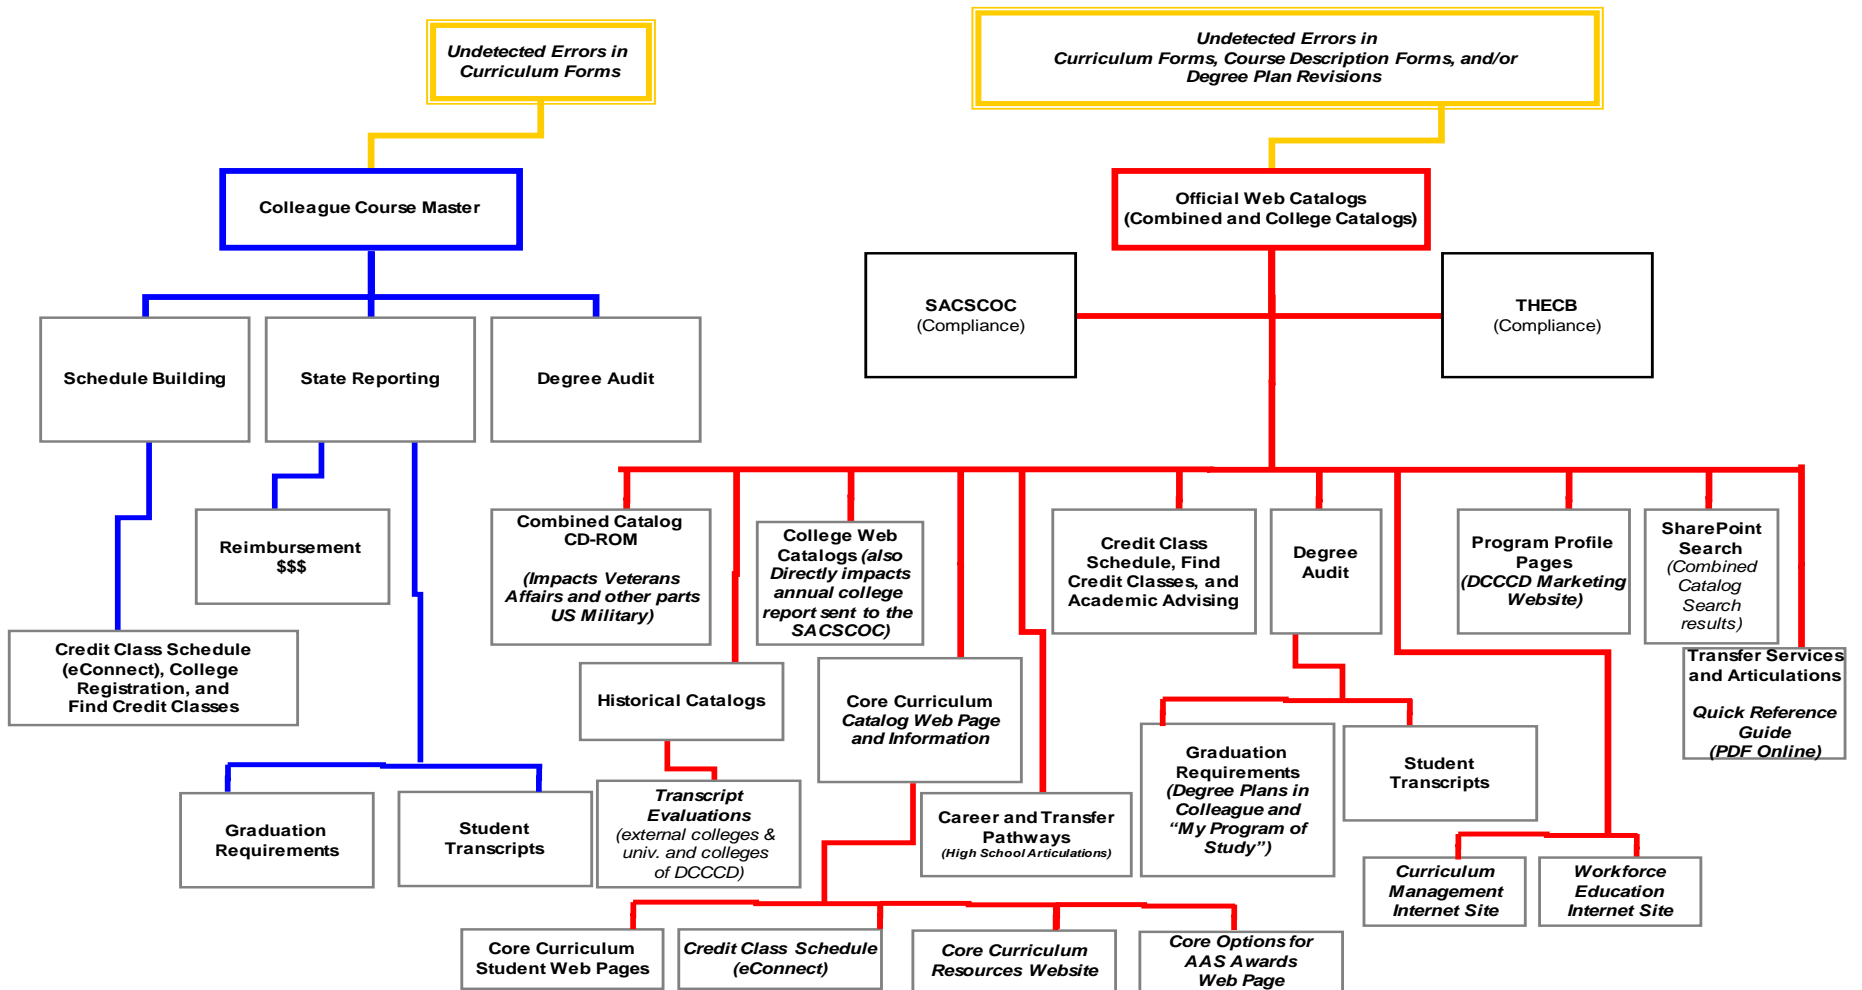 Undetected Errors in
Curriculum Forms
Undetected Errors in
Curriculum Forms, Course Description Forms, and/or
Degree Plan Revisions
Colleague Course Master
Official Web Catalogs
(Combined and College Catalogs)
SACSCOC
(Compliance)
THECB
(Compliance)
Schedule Building
State Reporting
Degree Audit
Reimbursement
$$$
Credit Class Schedule
(eConnect), College
Registration, and
Find Credit Classes
Graduation
Requirements
Student
Transcripts
Combined Catalog
CD-ROM
(Impacts Veterans
Affairs and other parts
US Military)
College Web
Catalogs (also
Directly impacts
annual college
report sent to the
SACSCOC)
Credit Class
Schedule, Find
Credit Classes, and
Academic Advising
Degree
Audit
Program Profile
Pages
(DCCCD Marketing
Website)
SharePoint
Search
(Combined
Catalog
Search
results)
Transfer Services
and Articulations
Quick Reference
Guide
(PDF Online)
Historical Catalogs
Core Curriculum
Catalog Web Page
and Information
Transcript
Evaluations
(external colleges &
univ. and colleges
of DCCCD)
Career and Transfer
Pathways
(High School Articulations)
Graduation
Requirements
(Degree Plans in
Colleague and
“My Program of
Study”)
Student
Transcripts
Curriculum
Management
Internet Site
Workforce
Education
Internet Site
Core Curriculum
Student Web Pages
Credit Class Schedule
(eConnect)
Core Curriculum
Resources Website
Core Options for
AAS Awards
Web Page